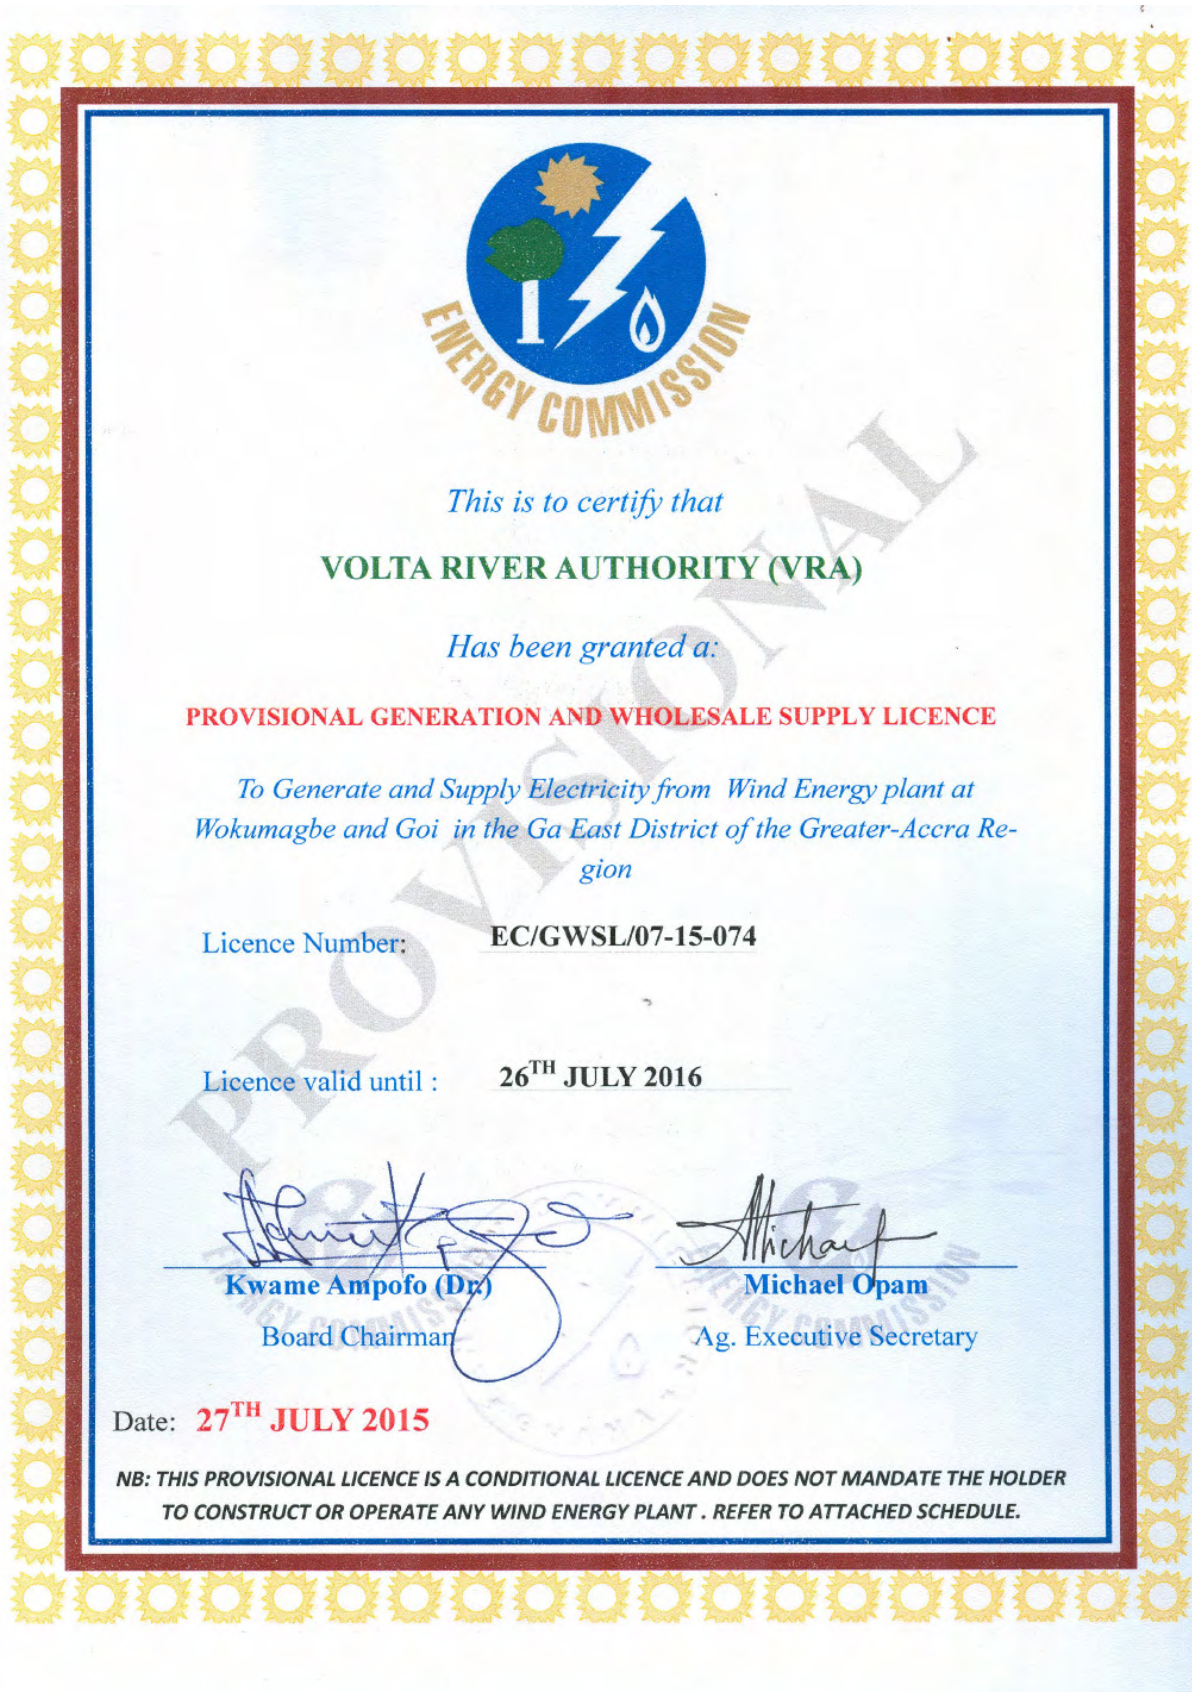 ENERGY COMMISSION
This is to certify that
VOLTA RIVER AUTHORITY (VRA)
Has been granted a:
PROVISIONAL GENERATION AND WHOLESALE SUPPLY LICENCE
To Generate and Supply Electricity from Wind Energy plant at
Wokumagbe and Goi in the Ga East District of the Greater-Accra Re-
gion
PROVISIONAL
Licence Number: EC/GWSL/07-15-074
Licence valid until : 26TH JULY 2016
Kwame Ampofo (Dr.) Michael Opam
ENERGY COMMISSION ENERGY COMMISSION
Board Chairman Ag. Executive Secretary
Date: 27TH JULY 2015
NB: THIS PROVISIONAL LICENCE IS A CONDITIONAL LICENCE AND DOES NOT MANDATE THE HOLDER
TO CONSTRUCT OR OPERATE ANY WIND ENERGY PLANT . REFER TO ATTACHED SCHEDULE.